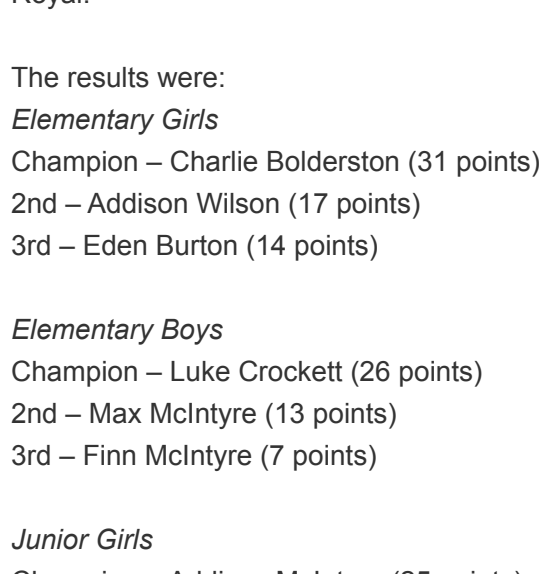 The results were:
Elementary Girls
Champion – Charlie Bolderston (31 points)
2nd – Addison Wilson (17 points)
3rd – Eden Burton (14 points)
Elementary Boys
Champion – Luke Crockett (26 points)
2nd – Max McIntyre (13 points)
3rd – Finn McIntyre (7 points)
Junior Girls